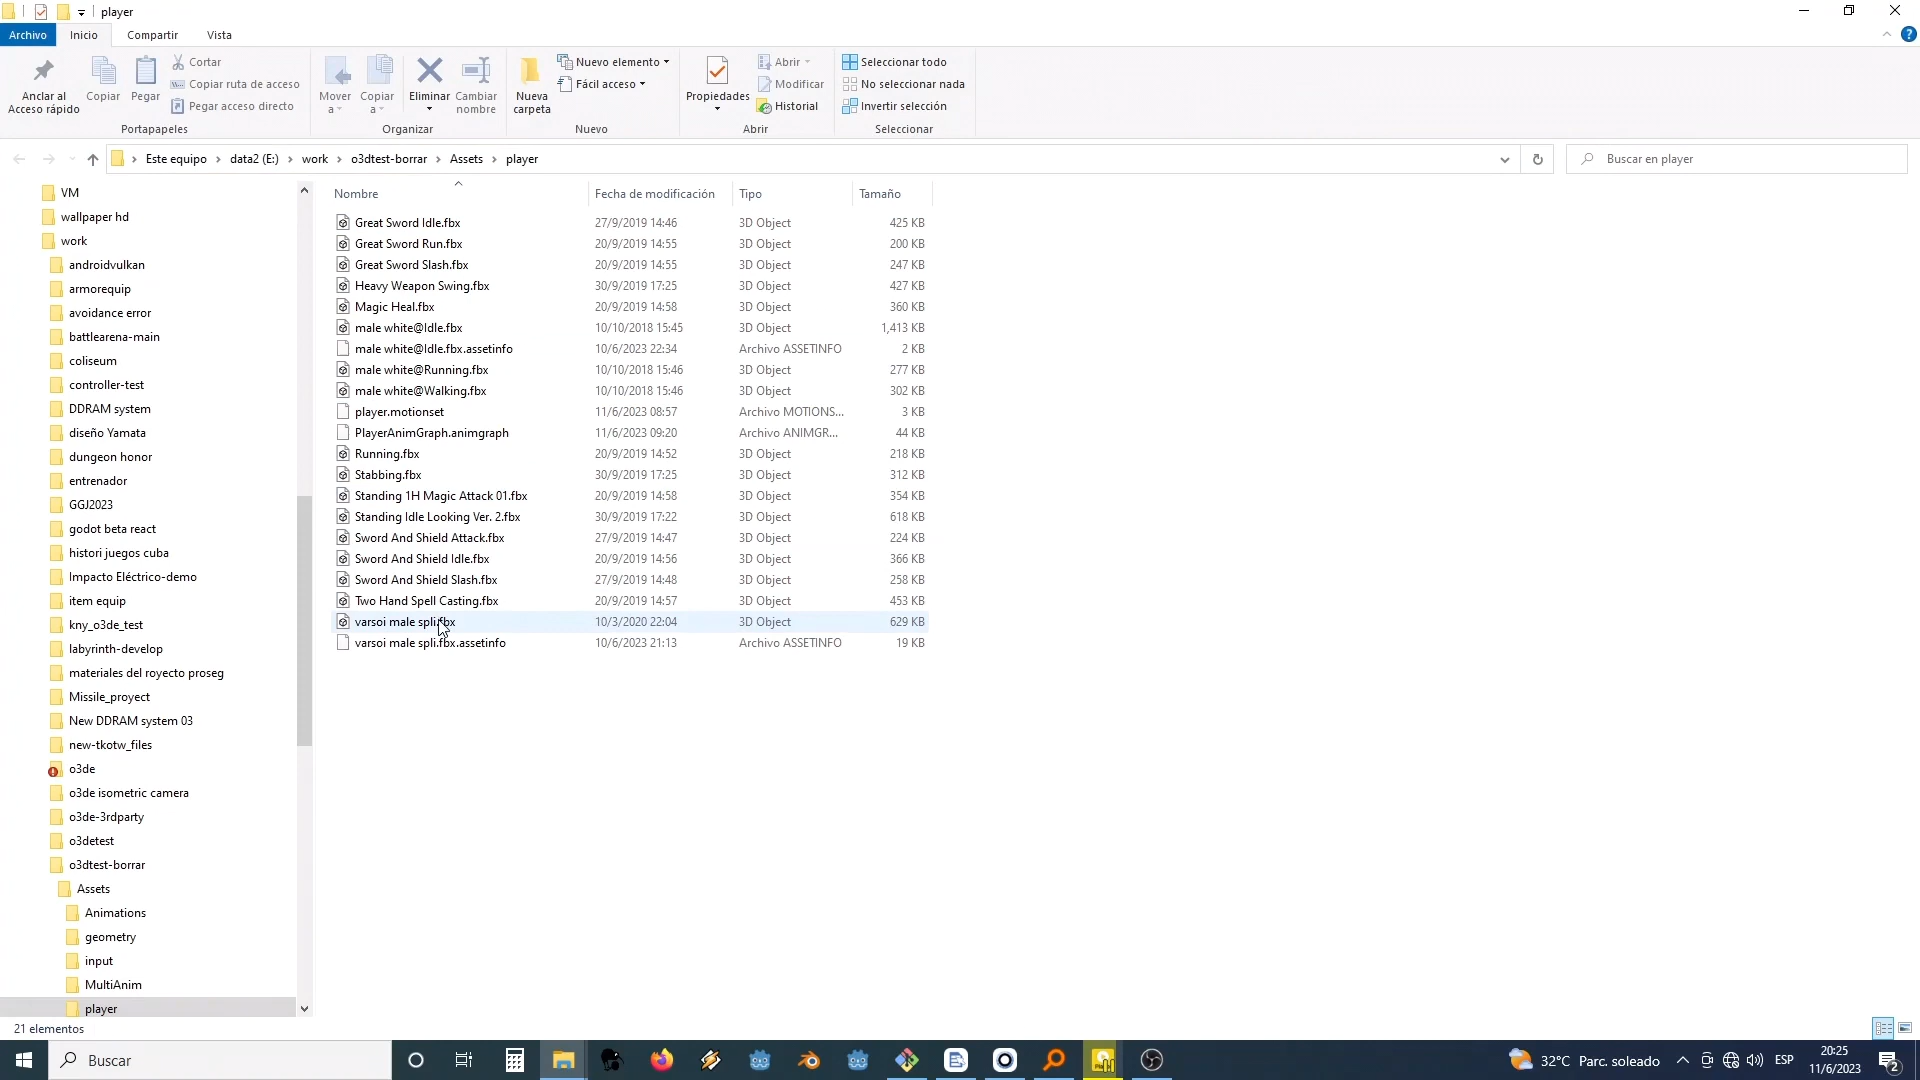 player
Archivo
Inicio
Compartir
Vista
Anclar al
Acceso rápido
Copiar
Pegar
Cortar
Copiar ruta de acceso
Pegar acceso directo
Portapapeles
Mover
a
Copiar
a
Eliminar
Cambiar
nombre
Organizar
Nueva
carpeta
Nuevo elemento
Fácil acceso
Nuevo
Propiedades
Abrir
Modificar
Historial
Abrir
Seleccionar todo
No seleccionar nada
Invertir selección
Seleccionar
Este equipo > data2 (E:) > work > o3dtest-borrar > Assets > player
Buscar en player
VM
wallpaper hd
work
androidvulkan
armorequip
avoidance error
battlearena-main
coliseum
controller-test
DDRAM system
diseño Yamata
dungeon honor
entrenador
GGJ2023
godot beta react
histori juegos cuba
Impacto Eléctrico-demo
item equip
kny_o3de_test
labyrinth-develop
materiales del royecto proseg
Missile_proyect
New DDRAM system 03
new-tkotw_files
o3de
o3de isometric camera
o3de-3rdparty
o3detest
o3dtest-borrar
Assets
Animations
geometry
input
MultiAnim
player
Nombre Fecha de modificación Tipo Tamaño
Great Sword Idle.fbx 27/9/2019 14:46 3D Object 425 KB
Great Sword Run.fbx 20/9/2019 14:55 3D Object 200 KB
Great Sword Slash.fbx 20/9/2019 14:55 3D Object 247 KB
Heavy Weapon Swing.fbx 30/9/2019 17:25 3D Object 427 KB
Magic Heal.fbx 20/9/2019 14:58 3D Object 360 KB
male white@Idle.fbx 10/10/2018 15:45 3D Object 1,413 KB
male white@Idle.fbx.assetinfo 10/6/2023 22:34 Archivo ASSETINFO 2 KB
male white@Running.fbx 10/10/2018 15:46 3D Object 277 KB
male white@Walking.fbx 10/10/2018 15:46 3D Object 302 KB
player.motionset 11/6/2023 08:57 Archivo MOTIONS... 3 KB
PlayerAnimGraph.animgraph 11/6/2023 09:20 Archivo ANIMGR... 44 KB
Running.fbx 20/9/2019 14:52 3D Object 218 KB
Stabbing.fbx 30/9/2019 17:25 3D Object 312 KB
Standing 1H Magic Attack 01.fbx 20/9/2019 14:58 3D Object 354 KB
Standing Idle Looking Ver. 2.fbx 30/9/2019 17:22 3D Object 618 KB
Sword And Shield Attack.fbx 27/9/2019 14:47 3D Object 224 KB
Sword And Shield Idle.fbx 20/9/2019 14:56 3D Object 366 KB
Sword And Shield Slash.fbx 27/9/2019 14:48 3D Object 258 KB
Two Hand Spell Casting.fbx 20/9/2019 14:57 3D Object 453 KB
varsoi male spli.fbx 10/3/2020 22:04 3D Object 629 KB
varsoi male spli.fbx.assetinfo 10/6/2023 21:13 Archivo ASSETINFO 19 KB
21 elementos
Buscar
32°C Parc. soleado
ESP
20:25
11/6/2023
2